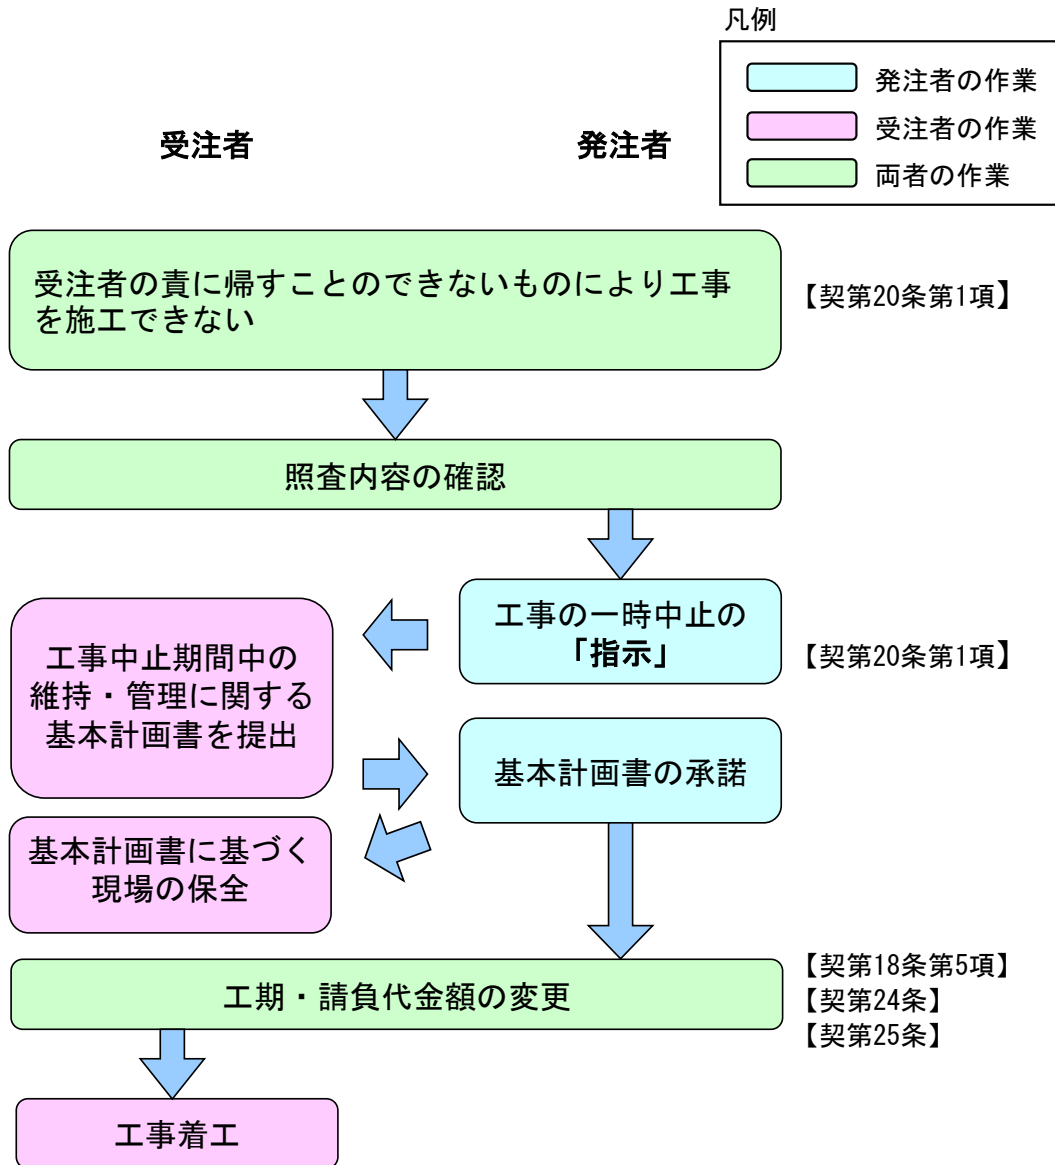 凡例
発注者の作業
受注者の作業
両者の作業
受注者
発注者
受注者の責に帰すことのできないものにより工事
を施工できない
【契第20条第1項】
照査内容の確認
工事の一時中止の
「指示」
【契第20条第1項】
工事中止期間中の
維持・管理に関する
基本計画書を提出
基本計画書の承諾
基本計画書に基づく
現場の保全
工期・請負代金額の変更
【契第18条第5項】
【契第24条】
【契第25条】
工事着工